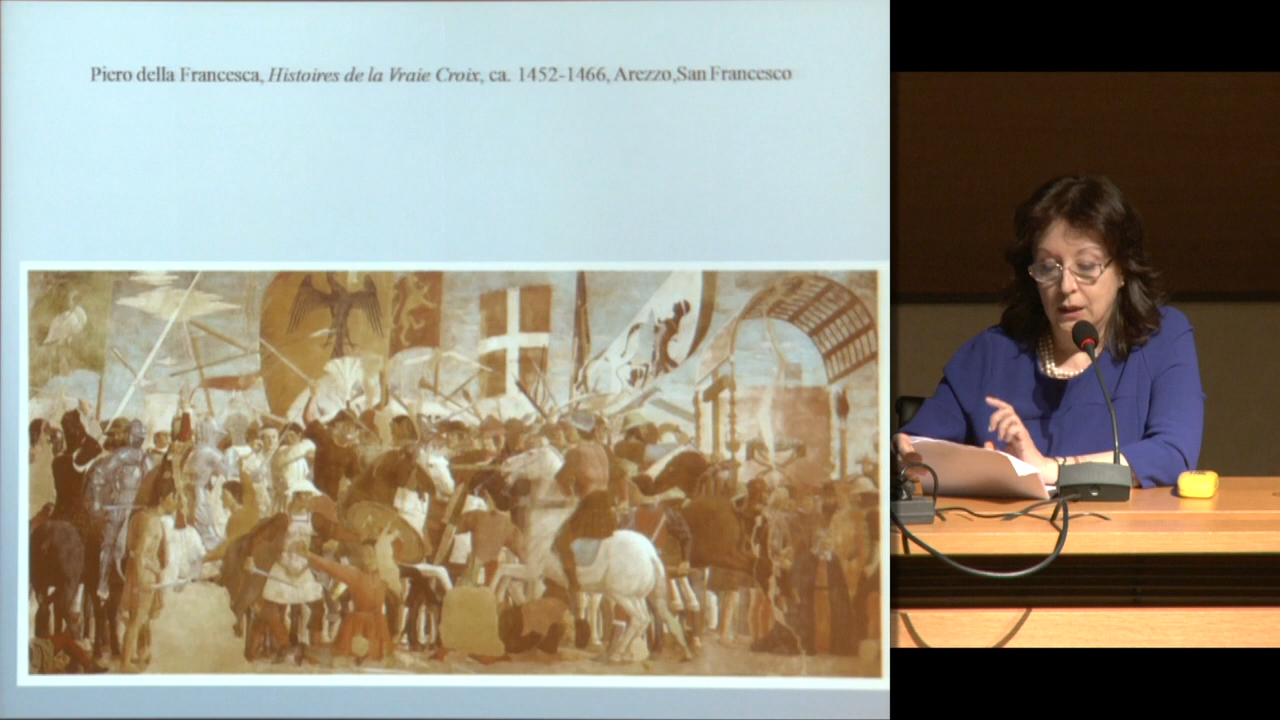 Piero della Francesca, Histoires de la Vraie Croix, ca. 1452-1466, Arezzo,San Francesco